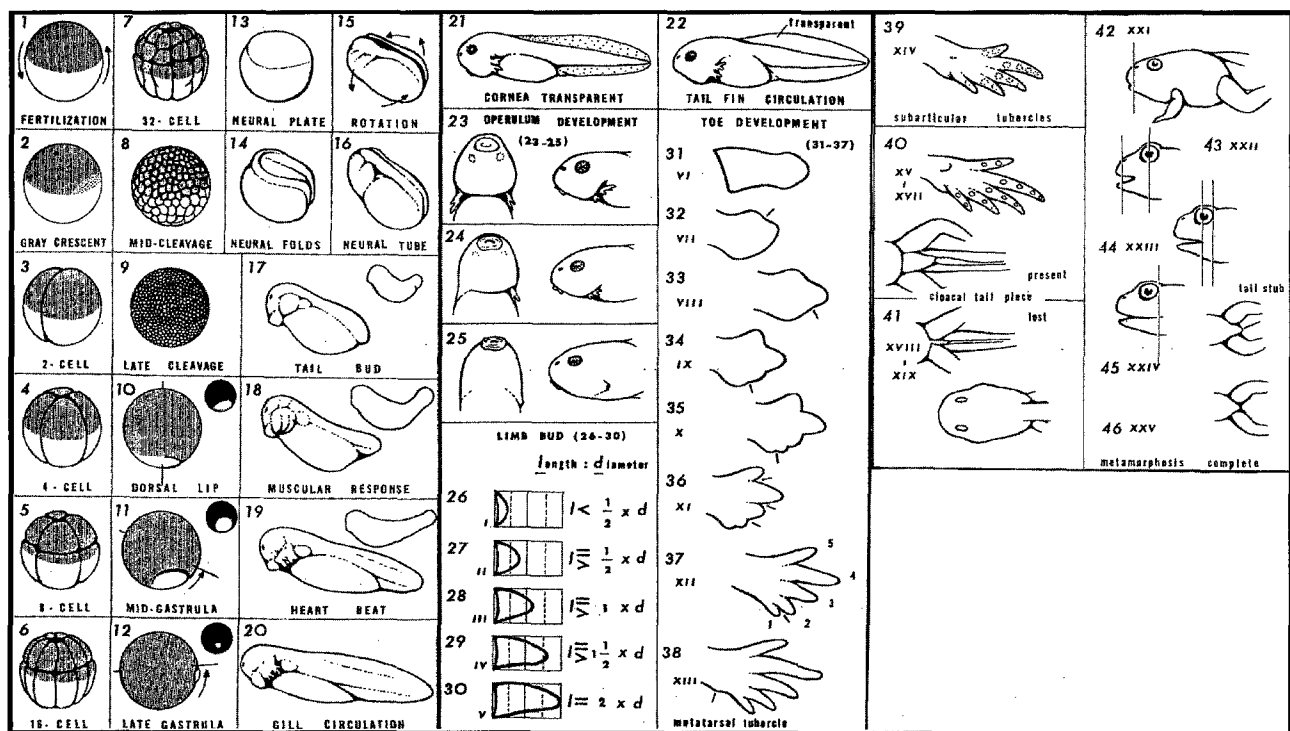 1
FERTILIZATION
2
GRAY CRESCENT
3
2-CELL
4
4-CELL
5
8-CELL
6
16-CELL
7
32-CELL
8
MID-CLEAVAGE
9
LATE CLEAVAGE
10
DORSAL LIP
11
MID-GASTRULA
12
LATE GASTRULA
13
NEURAL PLATE
14
NEURAL FOLDS
15
ROTATION
16
NEURAL TUBE
17
TAIL BUD
18
MUSCULAR RESPONSE
19
HEART BEAT
20
GILL CIRCULATION
21
CORNEA TRANSPARENT
22
transparent
TAIL FIN CIRCULATION
23 OPERULUM DEVELOPMENT
(23-25)
24
25
LIMB BUD (26-30)
length : diameter
26
I
l < 1/2 x d
27
II
l ≧ 1/2 x d
28
III
l ≧ 1 x d
29
IV
l ≧ 1 1/2 x d
30
V
l = 2 x d
TOE DEVELOPMENT
(31-37)
31
VI
32
VII
33
VIII
34
IX
35
X
36
XI
37
XII
5
4
3
2
1
38
XIII
metatarsal tubercle
39
XIV
subarticular tubercles
40
XV
XVII
present
cloacal tail piece
41
lost
XVIII
XIX
42 XXI
43 XXII
44 XXIII
tail stub
45 XXIV
46 XXV
metamorphosis complete